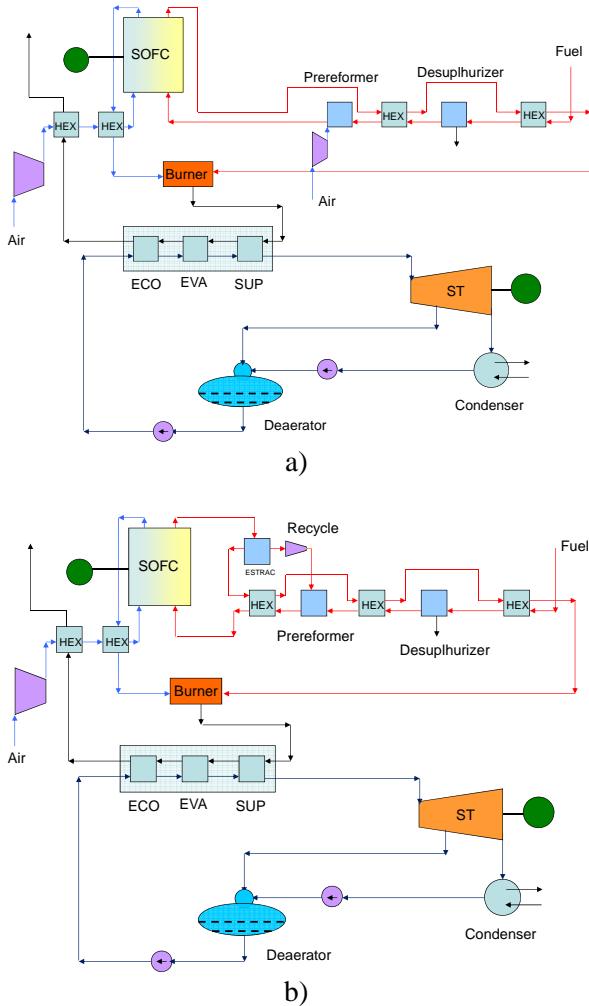 SOFC
Fuel
Prereformer
Desuplhurizer
HEX
HEX
HEX
HEX
Burner
Air
Air
ECO
EVA
SUP
ST
Condenser
Deaerator
a)
Recycle
SOFC
Fuel
ESTRAC
HEX
HEX
HEX
HEX
HEX
Prereformer
Desuplhurizer
Burner
Air
ECO
EVA
SUP
ST
Condenser
Deaerator
b)